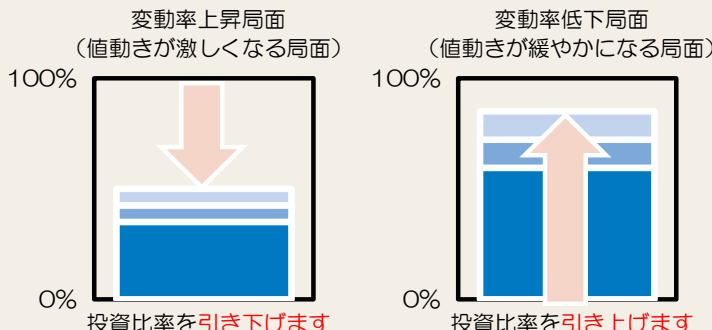 変動率上昇局面
（値動きが激しくなる局面）
100%
0%
投資比率を引き下げます
変動率低下局面
（値動きが緩やかになる局面）
100%
0%
投資比率を引き上げます